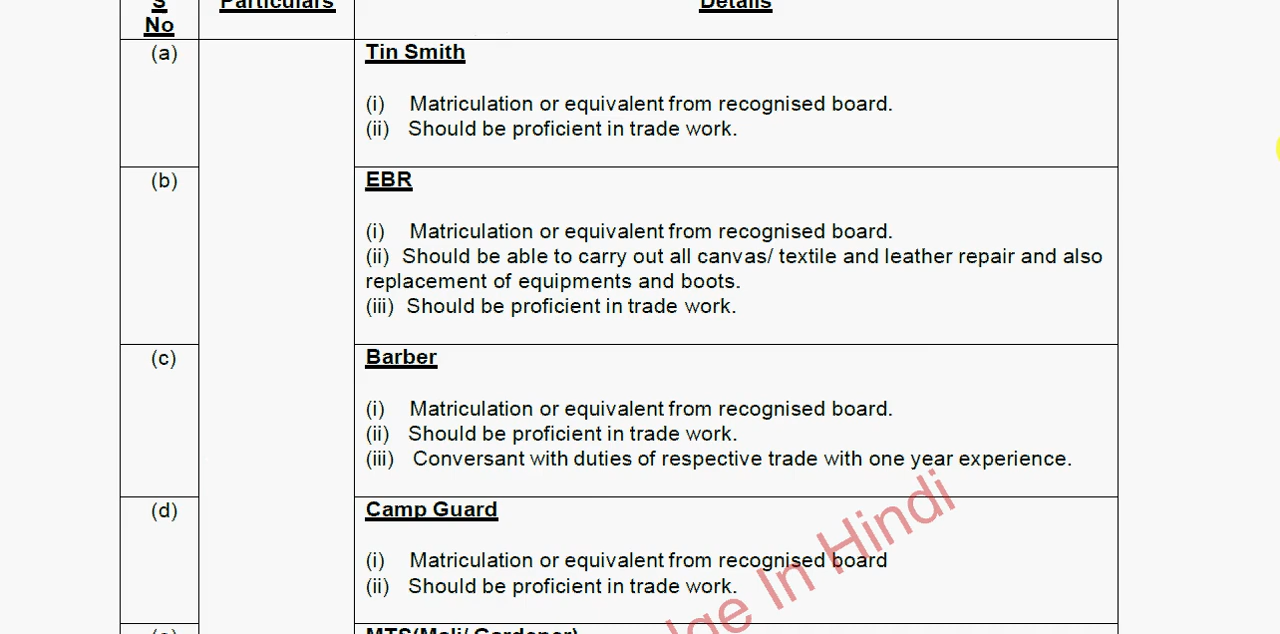 S
No
Particulars
Details
(a)
Tin Smith
(i) Matriculation or equivalent from recognised board.
(ii) Should be proficient in trade work.
(b)
EBR
(i) Matriculation or equivalent from recognised board.
(ii) Should be able to carry out all canvas/ textile and leather repair and also
replacement of equipments and boots.
(iii) Should be proficient in trade work.
(c)
Barber
(i) Matriculation or equivalent from recognised board.
(ii) Should be proficient in trade work.
(iii) Conversant with duties of respective trade with one year experience.
(d)
Camp Guard
(i) Matriculation or equivalent from recognised board
(ii) Should be proficient in trade work.
In Hindi
(e)
MTS(Mali/ Gardener)